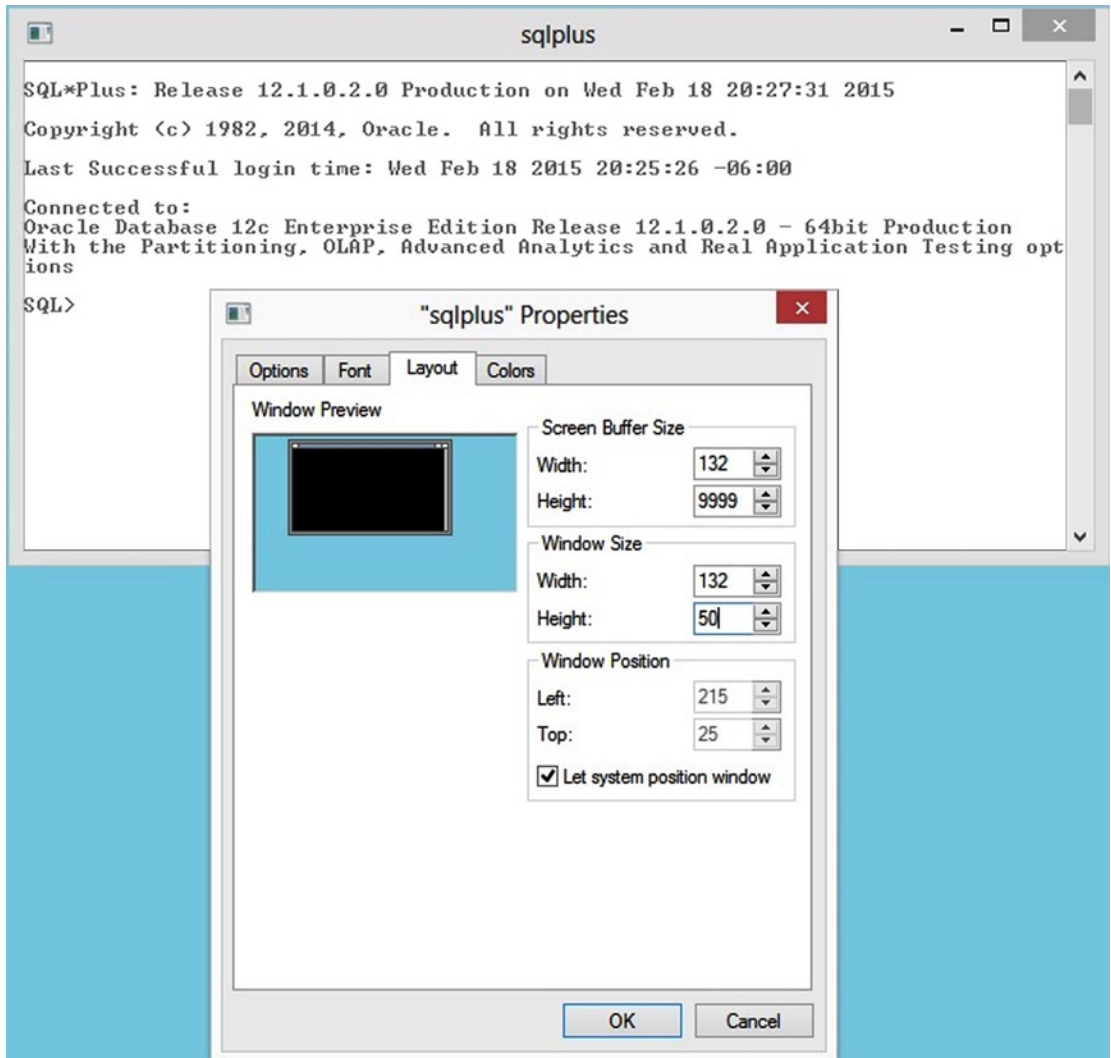 sqlplus
SQL*Plus: Release 12.1.0.2.0 Production on Wed Feb 18 20:27:31 2015
Copyright (c) 1982, 2014, Oracle.  All rights reserved.
Last Successful login time: Wed Feb 18 2015 20:25:26 -06:00
Connected to:
Oracle Database 12c Enterprise Edition Release 12.1.0.2.0 - 64bit Production
With the Partitioning, OLAP, Advanced Analytics and Real Application Testing opt
ions
SQL>
"sqlplus" Properties
Options Font Layout Colors
Window Preview
Screen Buffer Size
Width: 132
Height: 9999
Window Size
Width: 132
Height: 50
Window Position
Left: 215
Top: 25
Let system position window
OK Cancel